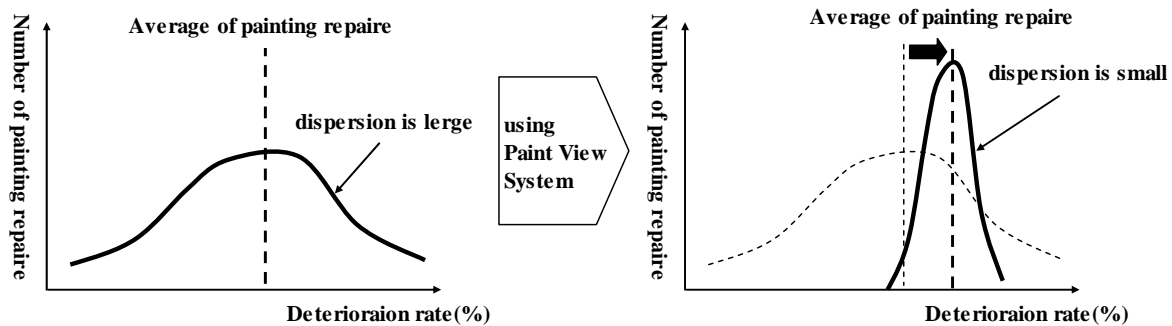 Average of painting repaire
Number of painting repaire
dispersion is lerge
Deterioraion rate(%)
using
Paint View
System
Average of painting repaire
Number of painting repaire
dispersion is small
Deterioraion rate(%)